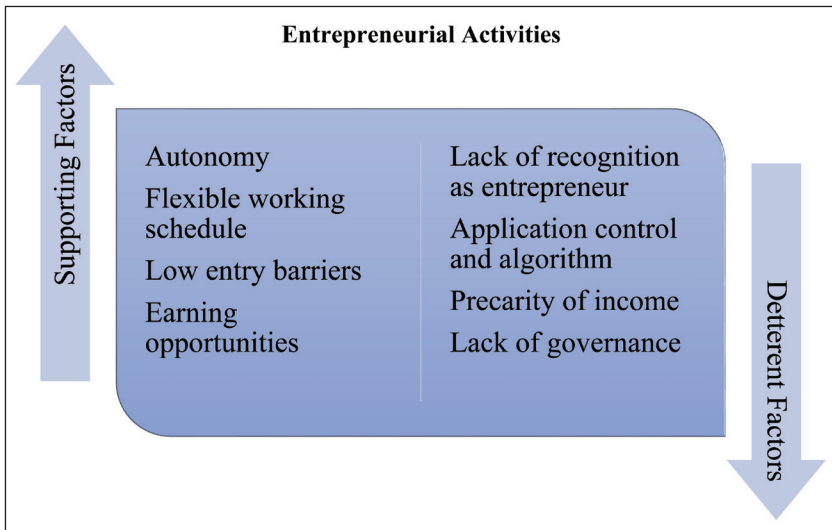 Entrepreneurial Activities
Supporting Factors
Autonomy
Flexible working
schedule
Low entry barriers
Earning
opportunities
Lack of recognition
as entrepreneur
Application control
and algorithm
Precarity of income
Lack of governance
Detterent Factors